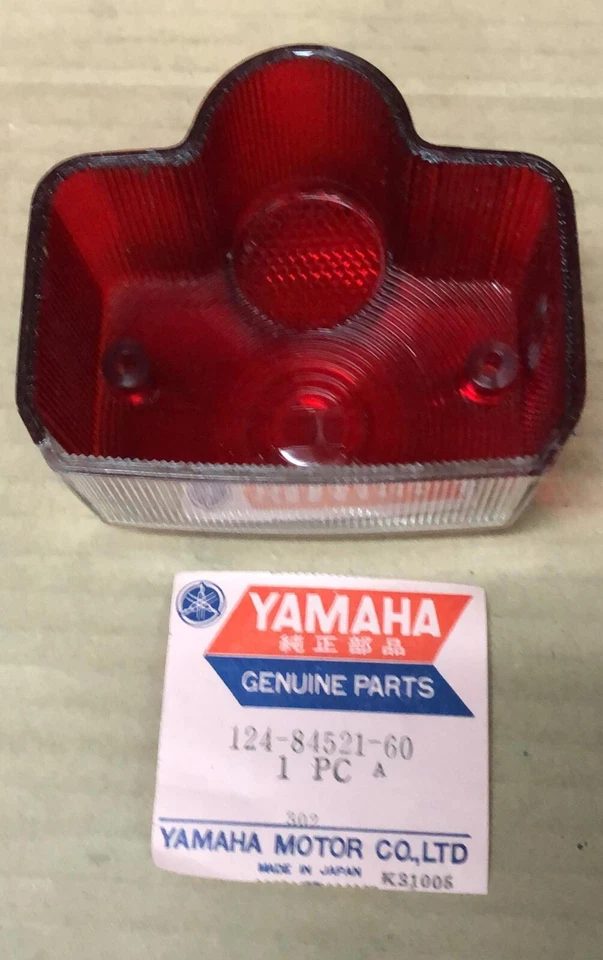 YAMAHA
純正部品
GENUINE PARTS
124-84521-60
1 PC A
302
YAMAHA MOTOR CO.,LTD
MADE IN JAPAN
K31005